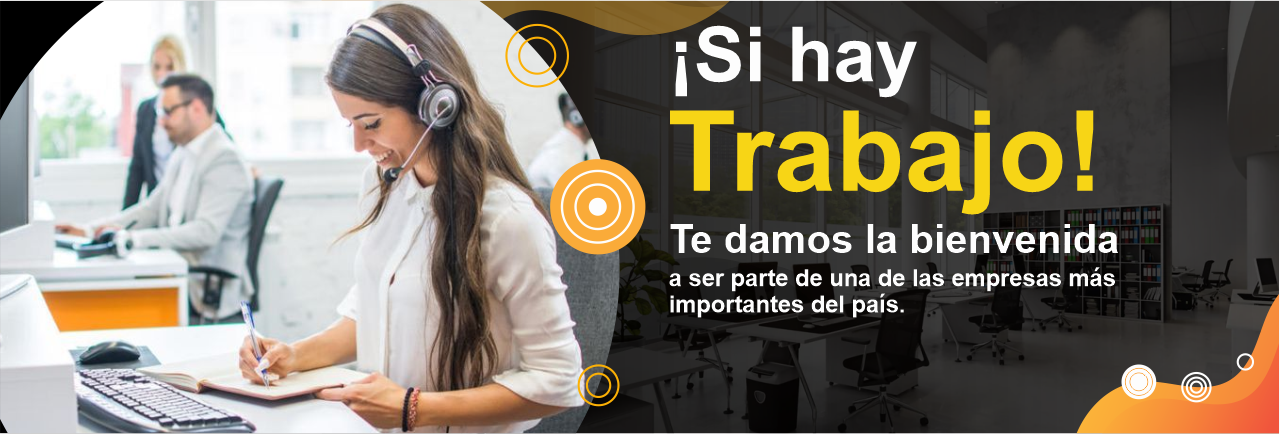 ¡Si hay
Trabajo!
Te damos la bienvenida
a ser parte de una de las empresas más
importantes del país.